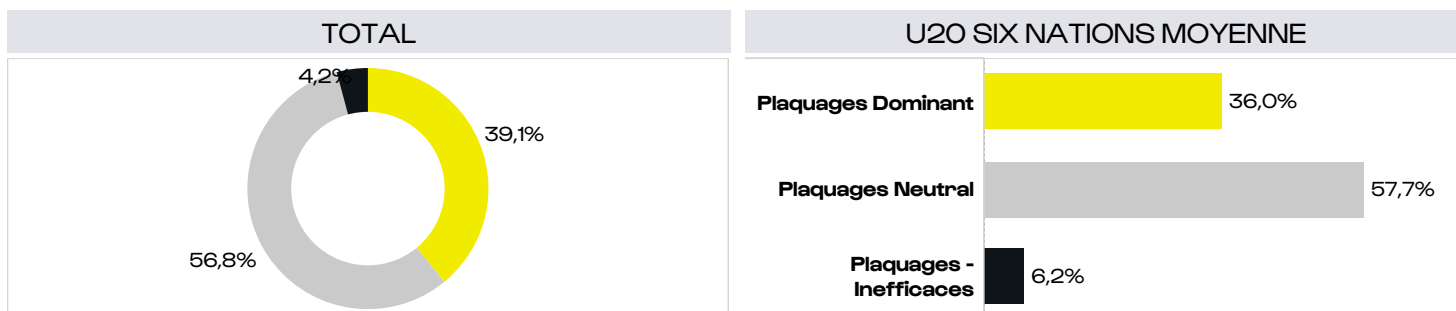 TOTAL
4,2%
39,1%
56,8%
U20 SIX NATIONS MOYENNE
Plaquages Dominant
36,0%
Plaquages Neutral
57,7%
Plaquages -
Inefficaces
6,2%